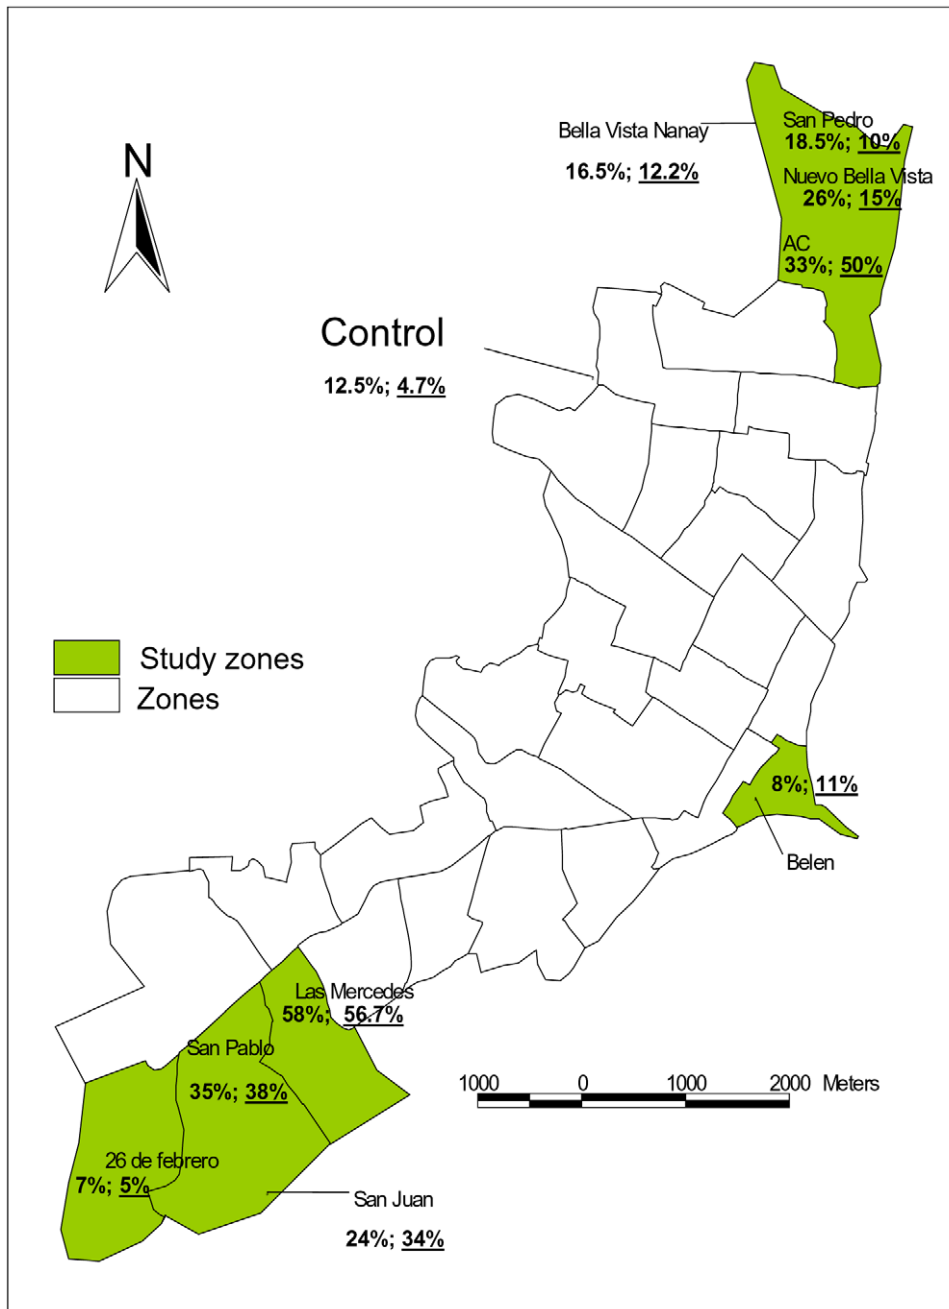 N
Bella Vista Nanay
16.5%; 12.2%
San Pedro
18.5%; 10%
Nuevo Bella Vista
26%; 15%
AC
33%; 50%
Control
12.5%; 4.7%
Study zones
Zones
8%; 11%
Belen
Las Mercedes
58%; 56.7%
San Pablo
35%; 38%
1000 0 1000 2000 Meters
26 de febrero
7%; 5%
San Juan
24%; 34%